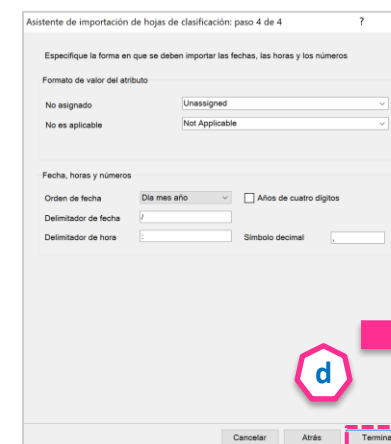 Asistente de importación de hojas de clasificación: paso 4 de 4 ?
Especifique la forma en que se deben importar las fechas, las horas y los números
Formato de valor del atributo
No asignado Unassigned
No es aplicable Not Applicable
Fecha, horas y números
Orden de fecha Día mes año Años de cuatro dígitos
Delimitador de fecha /
Delimitador de hora : Símbolo decimal ,
d
Cancelar Atrás Termina